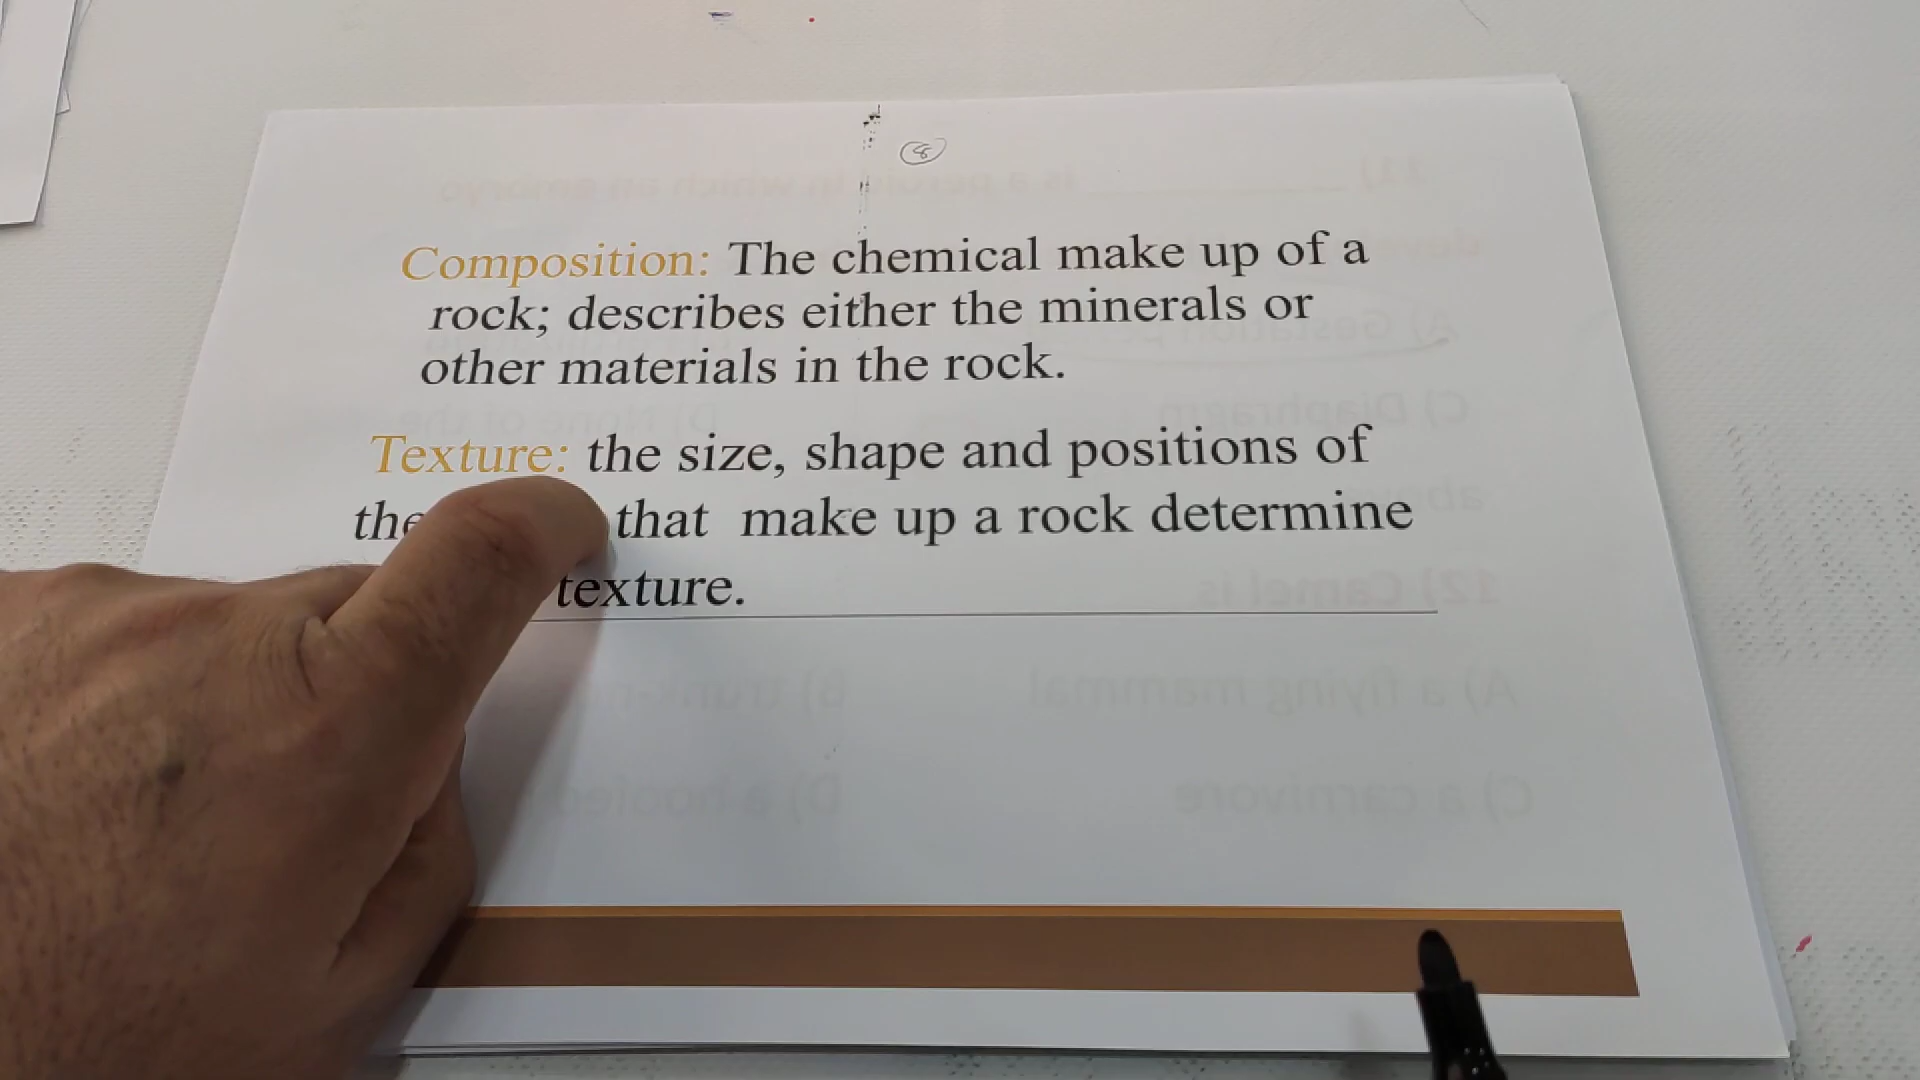 8
Composition: The chemical make up of a
rock; describes either the minerals or
other materials in the rock.
Texture: the size, shape and positions of
the that make up a rock determine
texture.